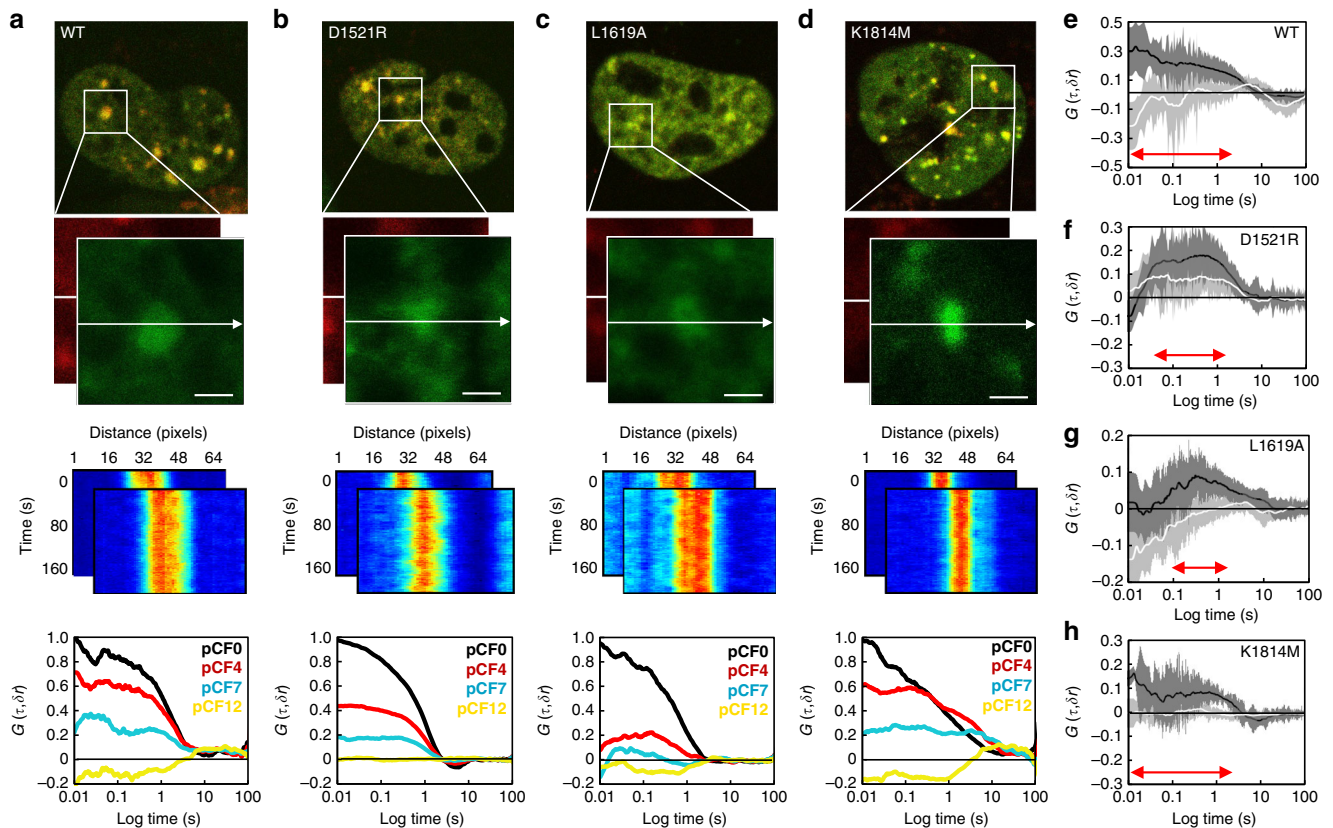 a
WT
b
D1521R
c
L1619A
d
K1814M
Distance (pixels)
1 16 32 48 64
Time (s)
0
80
160
Distance (pixels)
1 16 32 48 64
0
80
160
Distance (pixels)
1 16 32 48 64
0
80
160
Distance (pixels)
1 16 32 48 64
0
80
160
G (τ,δr)
1.0
0.8
0.6
0.4
0.2
0
–0.2
pCF0
pCF4
pCF7
pCF12
0.01 0.1 1 10 100
Log time (s)
1.0
0.8
0.6
0.4
0.2
0
–0.2
pCF0
pCF4
pCF7
pCF12
0.01 0.1 1 10 100
Log time (s)
1.0
0.8
0.6
0.4
0.2
0
–0.2
pCF0
pCF4
pCF7
pCF12
0.01 0.1 1 10 100
Log time (s)
1.0
0.8
0.6
0.4
0.2
0
–0.2
pCF0
pCF4
pCF7
pCF12
0.01 0.1 1 10 100
Log time (s)
e
WT
G (τ,δr)
0.5
0.3
0.1
–0.1
–0.3
–0.5
0.01 0.1 1 10 100
Log time (s)
f
D1521R
G (τ,δr)
0.3
0.2
0.1
0
–0.1
–0.2
–0.3
0.01 0.1 1 10 100
Log time (s)
g
L1619A
G (τ,δr)
0.2
0.1
0
–0.1
–0.2
0.01 0.1 1 10 100
Log time (s)
h
K1814M
G (τ,δr)
0.3
0.2
0.1
0
–0.1
–0.2
–0.3
0.01 0.1 1 10 100
Log time (s)